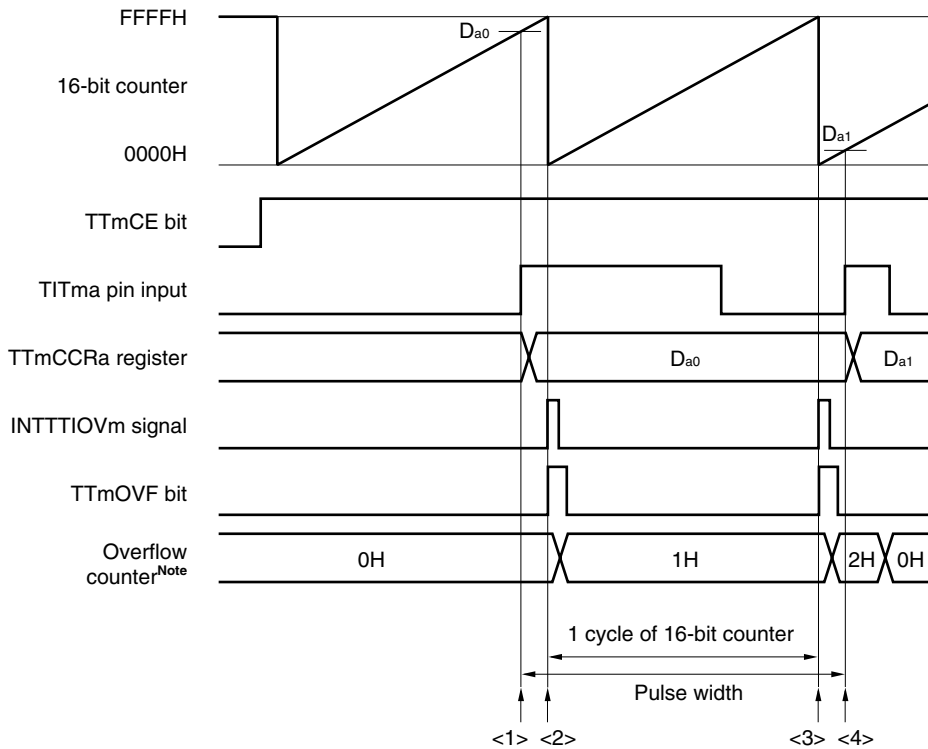 FFFFH
Da0
16-bit counter
Da1
0000H
TTmCE bit
TITma pin input
TTmCCRa register
Da0
Da1
INTTTIOVm signal
TTmOVF bit
Overflow
counterNote
0H
1H
2H
0H
1 cycle of 16-bit counter
Pulse width
<1> <2> <3> <4>